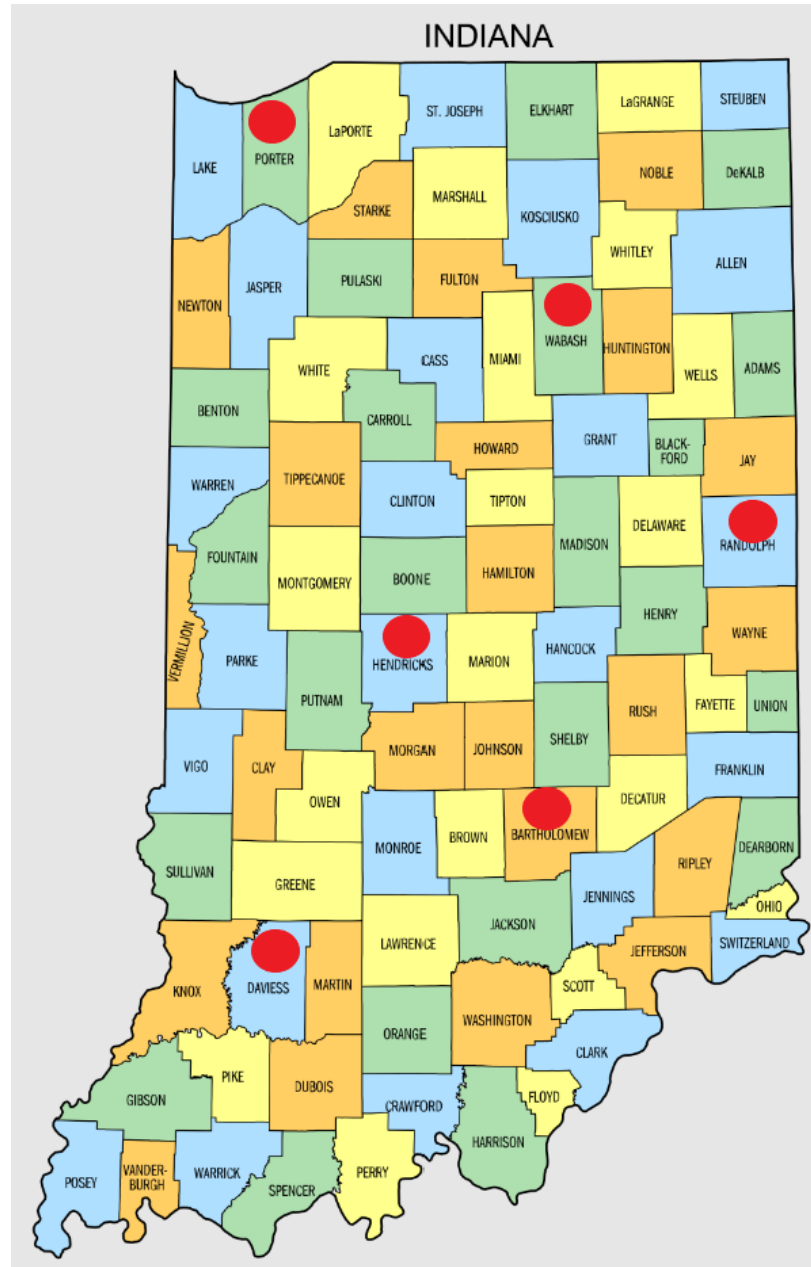 INDIANA
STEUBEN
LaGRANGE
ELKHART
ST. JOSEPH
LaPORTE
PORTER
LAKE
NOBLE
DeKALB
MARSHALL
KOSCIUSKO
STARKE
WHITLEY
ALLEN
PULASKI
FULTON
JASPER
NEWTON
WABASH
HUNTINGTON
WELLS
ADAMS
MIAMI
CASS
WHITE
CARROLL
BENTON
GRANT
BLACK-
FORD
JAY
HOWARD
TIPPECANOE
WARREN
CLINTON
TIPTON
DELAWARE
RANDOLPH
MADISON
FOUNTAIN
MONTGOMERY
BOONE
HAMILTON
HENRY
WAYNE
VERMILLION
PARKE
HENDRICKS
MARION
HANCOCK
PUTNAM
RUSH
FAYETTE
UNION
SHELBY
MORGAN
JOHNSON
VIGO
CLAY
FRANKLIN
OWEN
DECATUR
BROWN
BARTHOLOMEW
MONROE
DEARBORN
RIPLEY
SULLIVAN
GREENE
JENNINGS
OHIO
JACKSON
SWITZERLAND
LAWRENCE
JEFFERSON
KNOX
DAVIESS
MARTIN
SCOTT
WASHINGTON
ORANGE
CLARK
PIKE
DUBOIS
GIBSON
FLOYD
CRAWFORD
HARRISON
POSEY
VANDER-
BURGH
WARRICK
SPENCER
PERRY